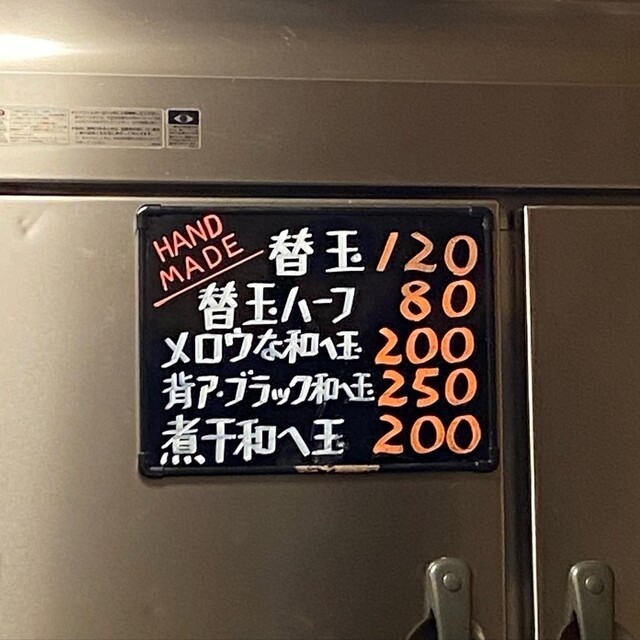 HAND
MADE
替玉 120
替玉ハーフ 80
メロウな和へ玉 200
背ア・ブラック和へ玉 250
煮干和へ玉 200